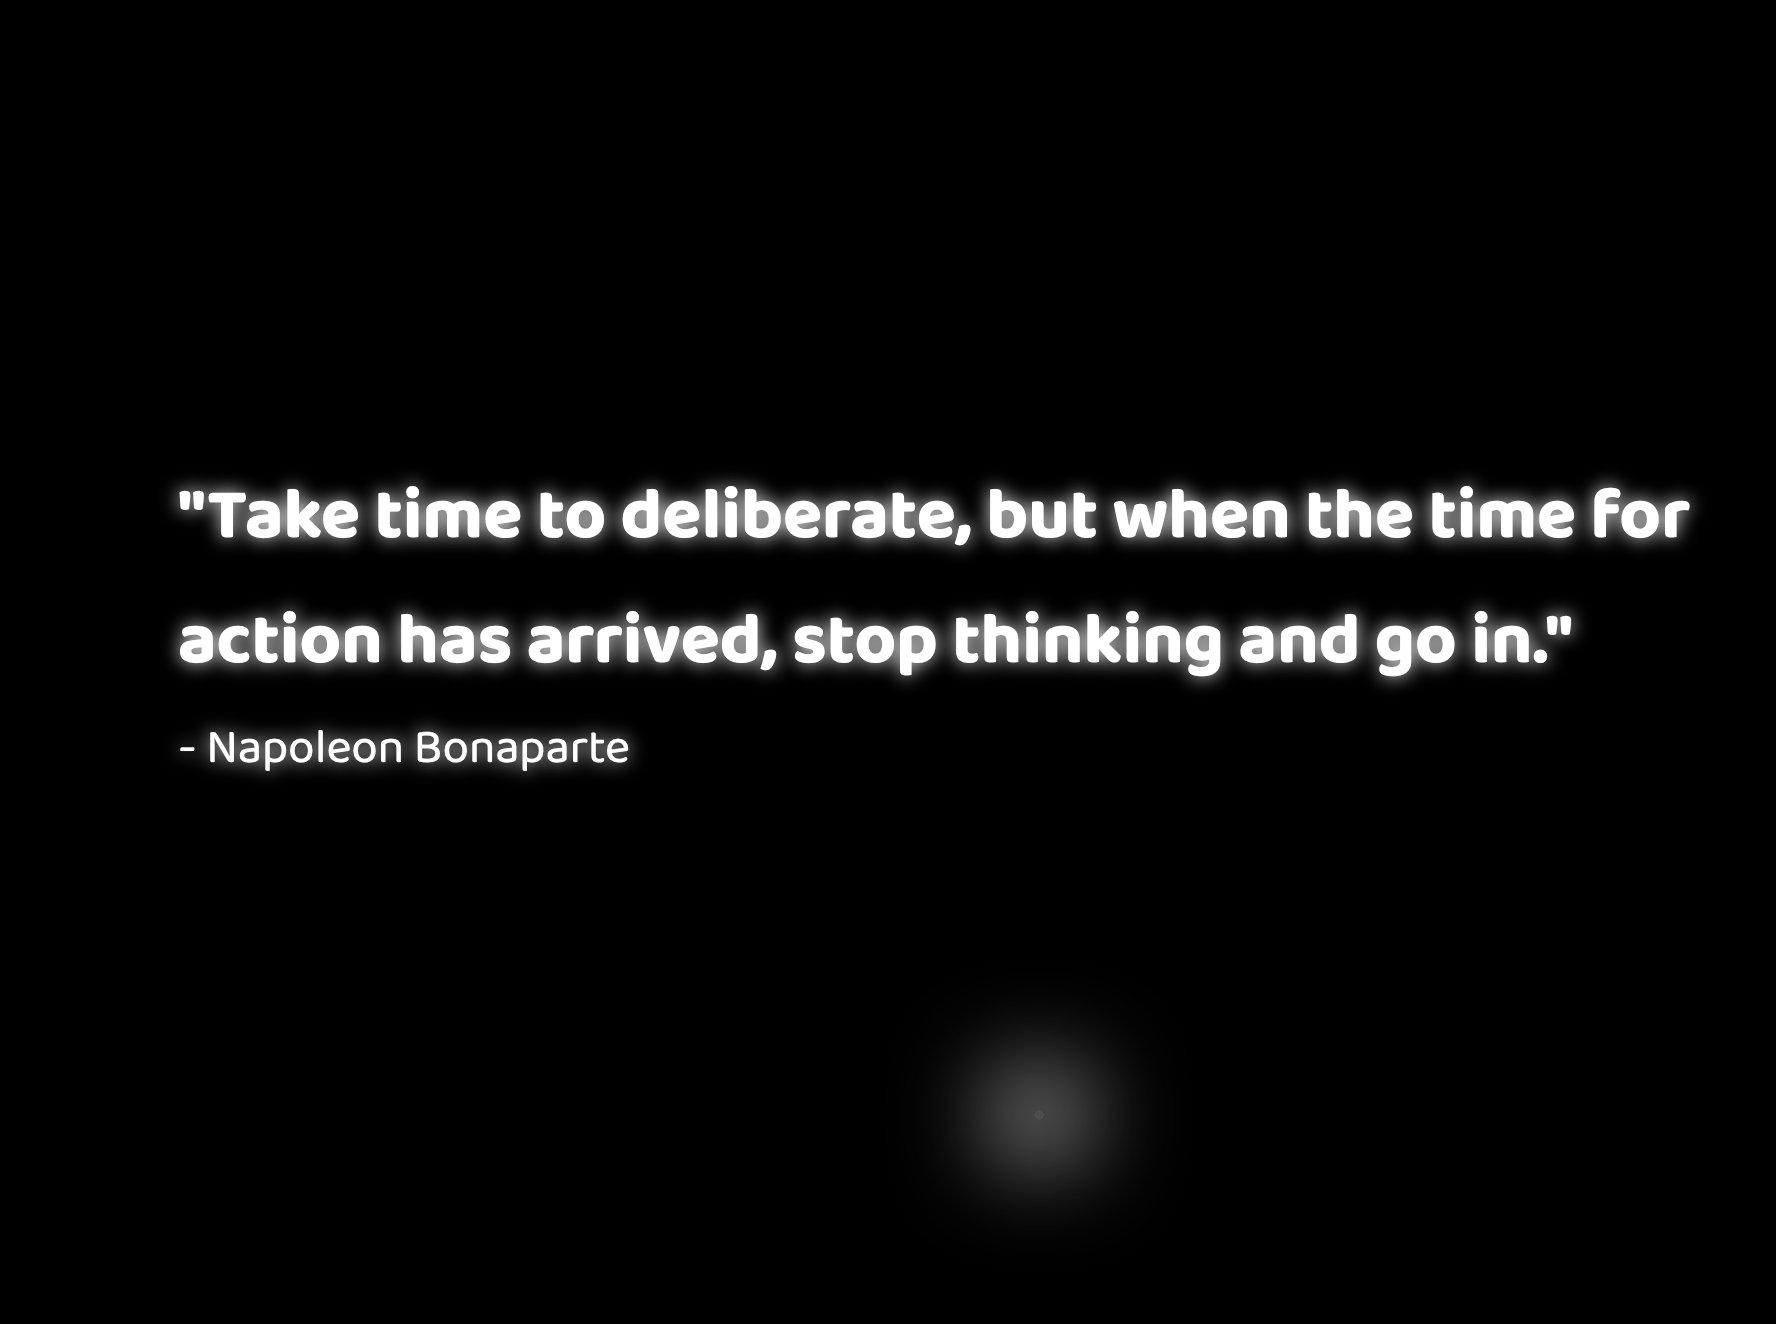 "Take time to deliberate, but when the time for
action has arrived, stop thinking and go in."
- Napoleon Bonaparte